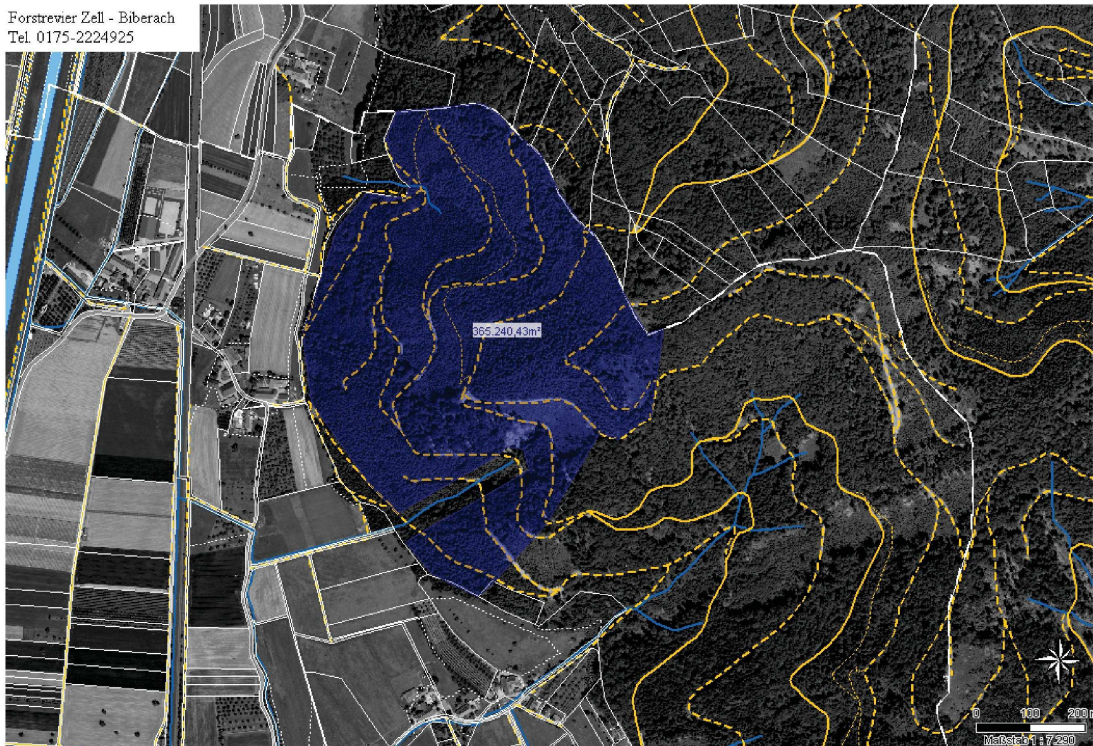 Forstrevier Zell - Biberach
Tel. 0175-2224925
365.240,43m²
0 100 200 m
Maßstab 1 : 7.290